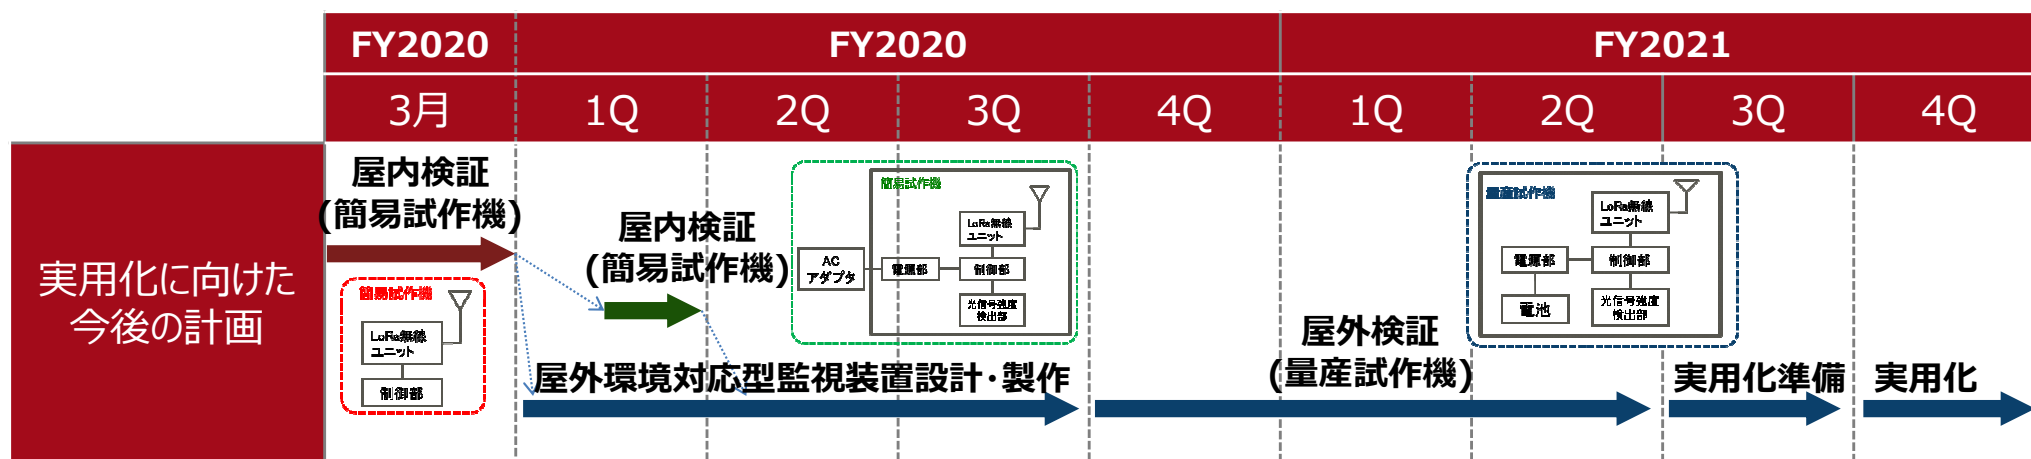 FY2020 FY2020 FY2021
3月 1Q 2Q 3Q 4Q 1Q 2Q 3Q 4Q
実用化に向けた
今後の計画
屋内検証
(簡易試作機)
簡易試作機
LoRa無線
ユニット
制御部
屋内検証
(簡易試作機)
簡易試作機
LoRa無線
ユニット
AC
アダプタ
電源部
制御部
光信号強度
検出部
屋外環境対応型監視装置設計・製作
屋外検証
(量産試作機)
量産試作機
LoRa無線
ユニット
電源部
制御部
電池
光信号強度
検出部
実用化準備
実用化